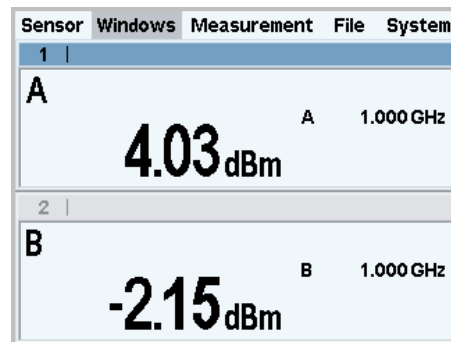 Sensor Windows Measurement File System
1
A
A 1.000 GHz
4.03 dBm
2
B
B 1.000 GHz
-2.15 dBm